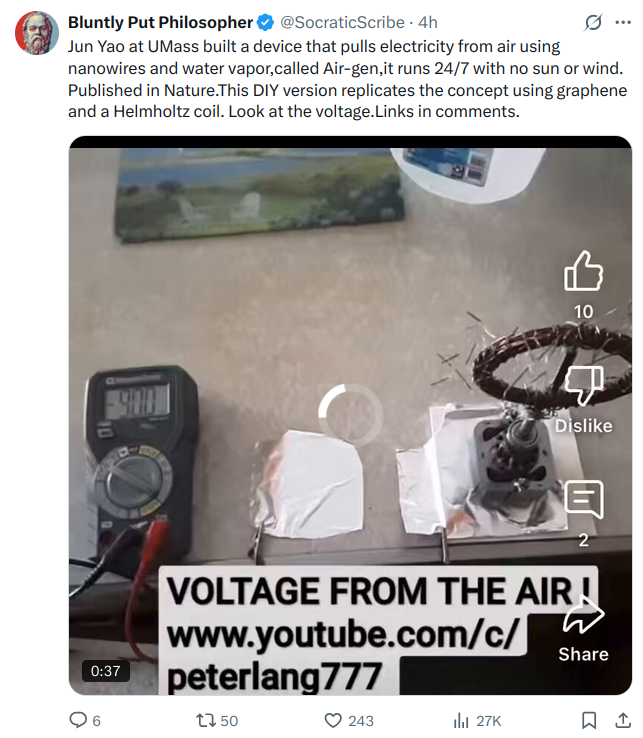 Bluntly Put Philosopher @SocraticScribe · 4h
Jun Yao at UMass built a device that pulls electricity from air using
nanowires and water vapor,called Air-gen,it runs 24/7 with no sun or wind.
Published in Nature.This DIY version replicates the concept using graphene
and a Helmholtz coil. Look at the voltage.Links in comments.
10
Dislike
2
VOLTAGE FROM THE AIR !
www.youtube.com/c/
peterlang777
Share
0:37
6 50 243 27K